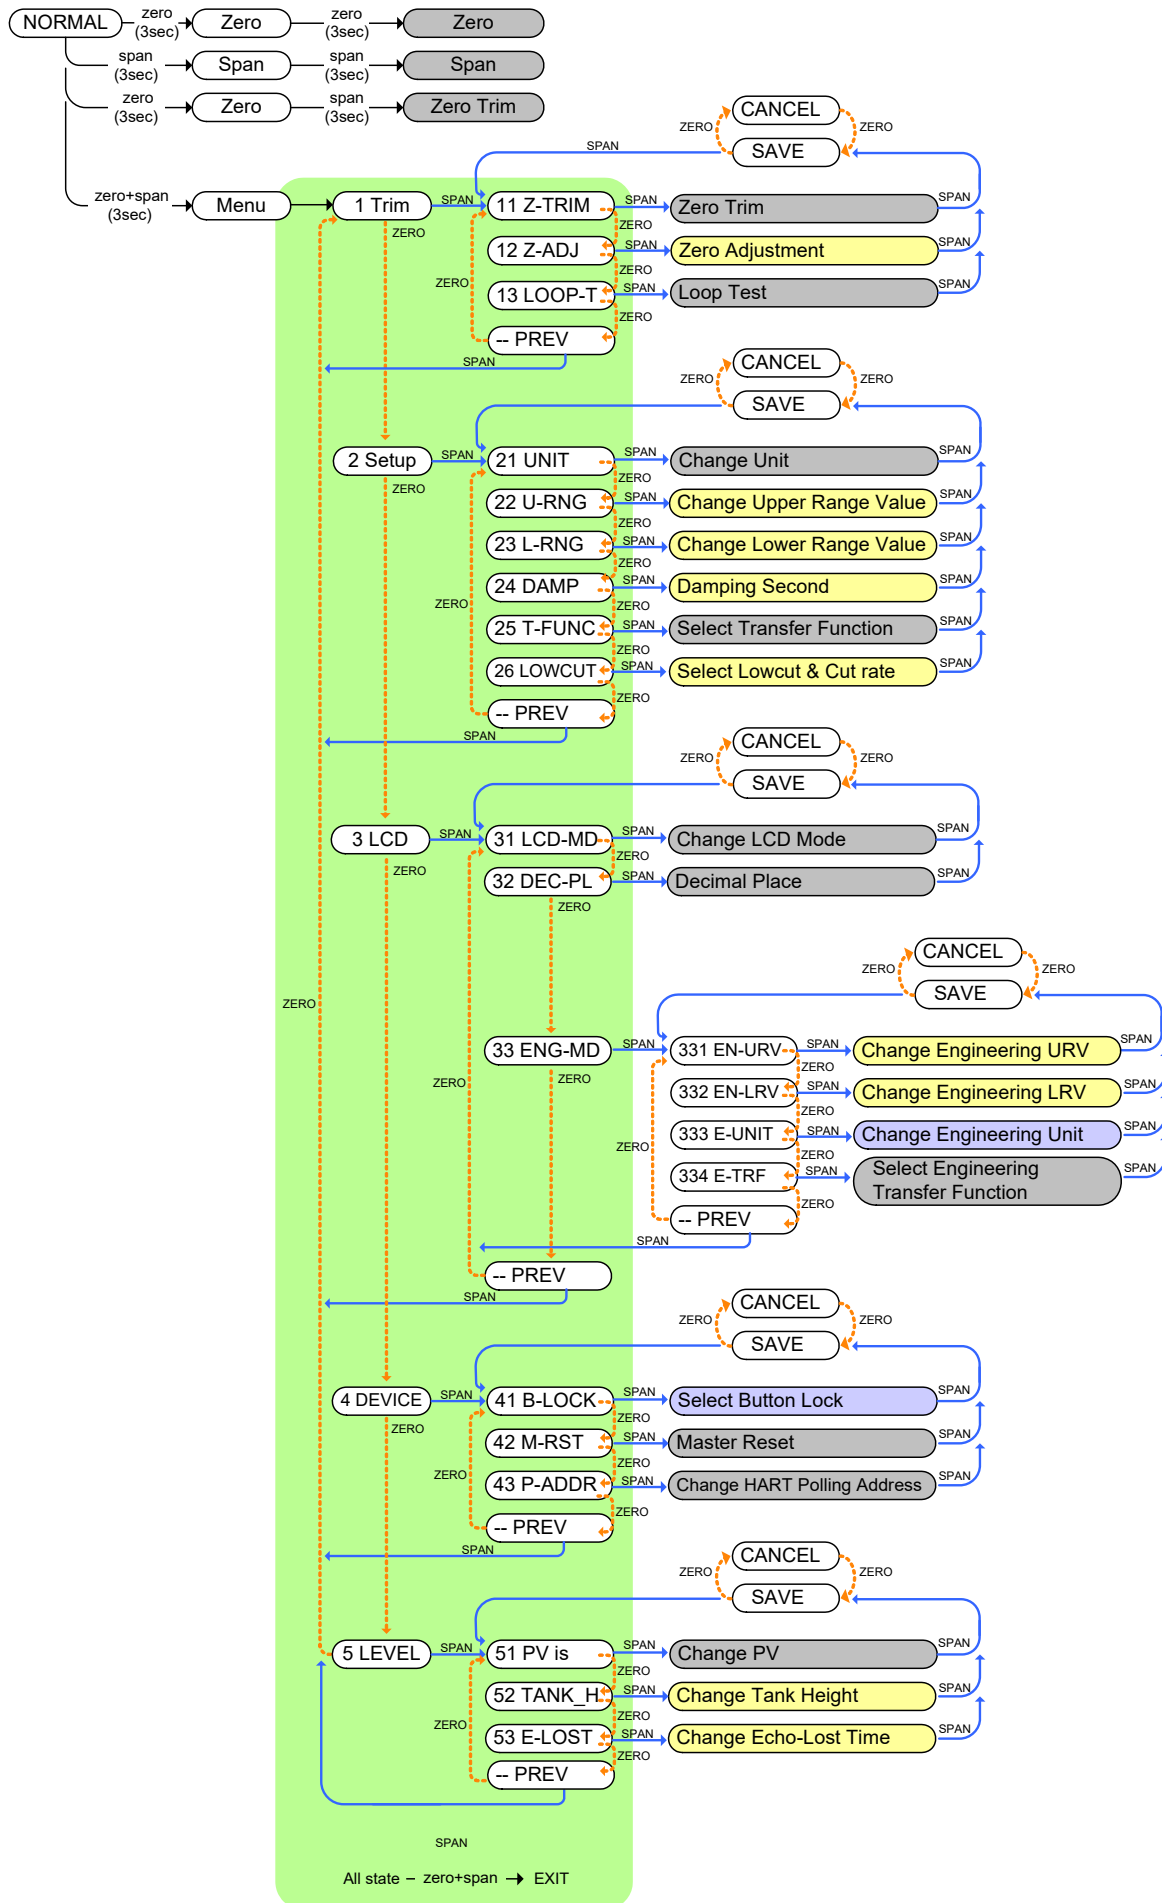 NORMAL zero (3sec) Zero zero (3sec) Zero
span (3sec) Span span (3sec) Span
zero (3sec) Zero span (3sec) Zero Trim
CANCEL
ZERO ZERO
SPAN SAVE
zero+span (3sec) Menu 1 Trim SPAN 11 Z-TRIM SPAN Zero Trim SPAN
ZERO ZERO
12 Z-ADJ SPAN Zero Adjustment SPAN
ZERO ZERO
13 LOOP-T SPAN Loop Test SPAN
ZERO
-- PREV
SPAN
CANCEL
ZERO ZERO
SAVE
2 Setup SPAN 21 UNIT SPAN Change Unit SPAN
ZERO ZERO
22 U-RNG SPAN Change Upper Range Value SPAN
ZERO
23 L-RNG SPAN Change Lower Range Value SPAN
ZERO
24 DAMP SPAN Damping Second SPAN
ZERO ZERO
25 T-FUNC SPAN Select Transfer Function SPAN
ZERO
26 LOWCUT SPAN Select Lowcut & Cut rate SPAN
ZERO
-- PREV
SPAN
CANCEL
ZERO ZERO
SAVE
3 LCD SPAN 31 LCD-MD SPAN Change LCD Mode SPAN
ZERO ZERO
32 DEC-PL SPAN Decimal Place SPAN
ZERO
CANCEL
ZERO ZERO
ZERO SAVE
33 ENG-MD SPAN 331 EN-URV SPAN Change Engineering URV SPAN
ZERO ZERO ZERO
332 EN-LRV SPAN Change Engineering LRV SPAN
ZERO
333 E-UNIT SPAN Change Engineering Unit SPAN
ZERO ZERO
334 E-TRF SPAN Select Engineering SPAN
Transfer Function
ZERO
-- PREV
SPAN
-- PREV
SPAN
CANCEL
ZERO ZERO
SAVE
4 DEVICE SPAN 41 B-LOCK SPAN Select Button Lock SPAN
ZERO ZERO
42 M-RST SPAN Master Reset SPAN
ZERO ZERO
43 P-ADDR SPAN Change HART Polling Address SPAN
ZERO
-- PREV
SPAN
CANCEL
ZERO ZERO
SAVE
5 LEVEL SPAN 51 PV is SPAN Change PV SPAN
ZERO
52 TANK_H SPAN Change Tank Height SPAN
ZERO ZERO
53 E-LOST SPAN Change Echo-Lost Time SPAN
ZERO
-- PREV
SPAN
All state – zero+span → EXIT